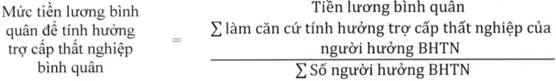 Mức tiền lương bình
quân để tính hưởng
trợ cấp thất nghiệp
bình quân
=
Tiền lương bình quân
∑ làm căn cứ tính hưởng trợ cấp thất nghiệp của
người hưởng BHTN
∑ Số người hưởng BHTN